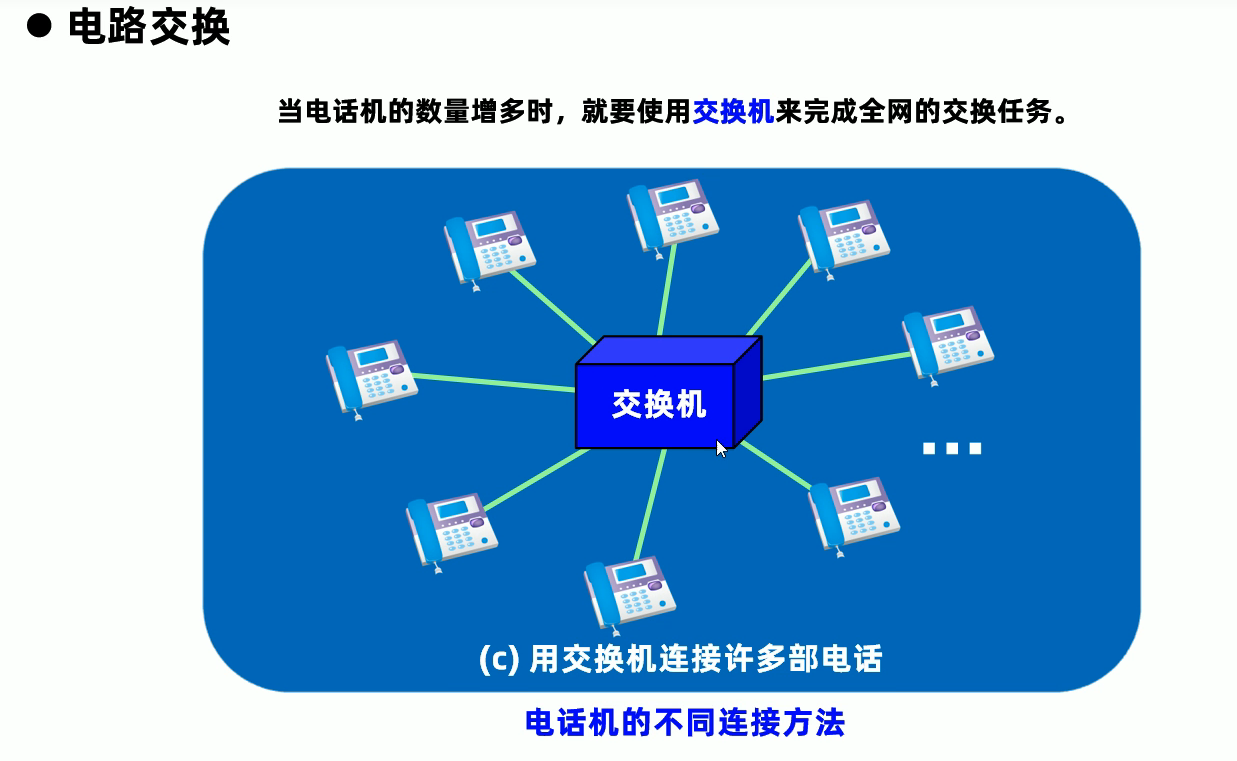 ● 电路交换
当电话机的数量增多时，就要使用交换机来完成全网的交换任务。
交换机
(c) 用交换机连接许多部电话
电话机的不同连接方法